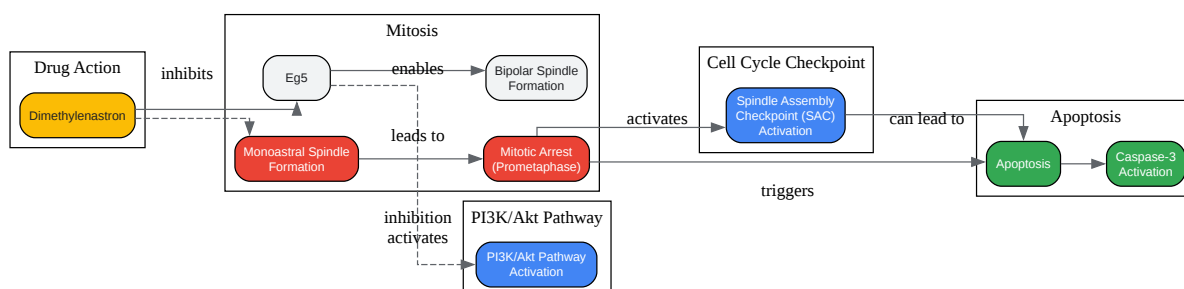 Drug Action
Dimethylenastron
inhibits
Mitosis
Eg5
enables
Bipolar Spindle
Formation
Monoastral Spindle
Formation
leads to
Mitotic Arrest
(Prometaphase)
inhibition
activates
PI3K/Akt Pathway
PI3K/Akt Pathway
Activation
activates
Cell Cycle Checkpoint
Spindle Assembly
Checkpoint (SAC)
Activation
can lead to
triggers
Apoptosis
Apoptosis
Caspase-3
Activation